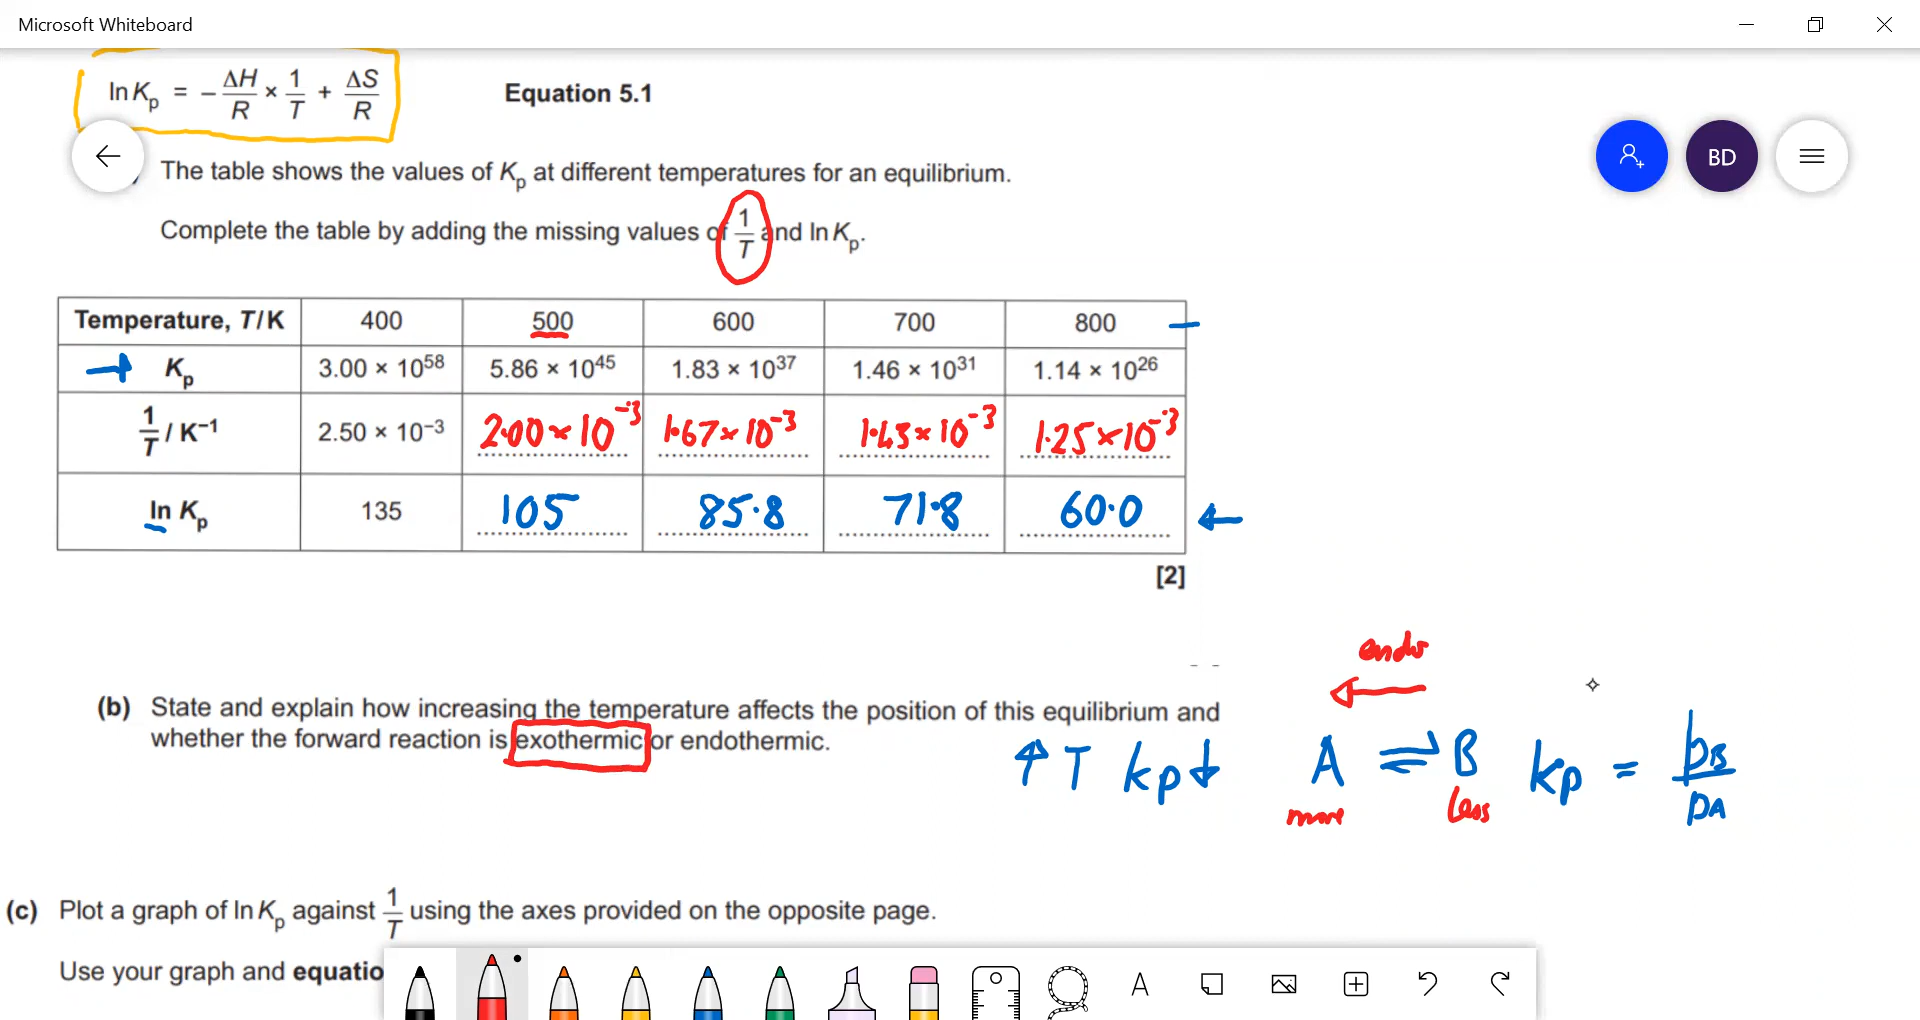 Microsoft Whiteboard
ln Kp = − ΔH/R × 1/T + ΔS/R Equation 5.1
BD
The table shows the values of Kp at different temperatures for an equilibrium.
Complete the table by adding the missing values of 1/T and ln Kp.
Temperature, T/K 400 500 600 700 800
Kp 3.00 × 10^58 5.86 × 10^45 1.83 × 10^37 1.46 × 10^31 1.14 × 10^26
1/T / K^−1 2.50 × 10^−3 2.00 × 10^−3 1.67 × 10^−3 1.43 × 10^−3 1.25 × 10^−3
ln Kp 135 105 85.8 71.8 60.0
[2]
endo
(b) State and explain how increasing the temperature affects the position of this equilibrium and
whether the forward reaction is exothermic or endothermic.
↑ T Kp ↓ A ⇌ B Kp = pB/pA
more less
(c) Plot a graph of ln Kp against 1/T using the axes provided on the opposite page.
Use your graph and equatio